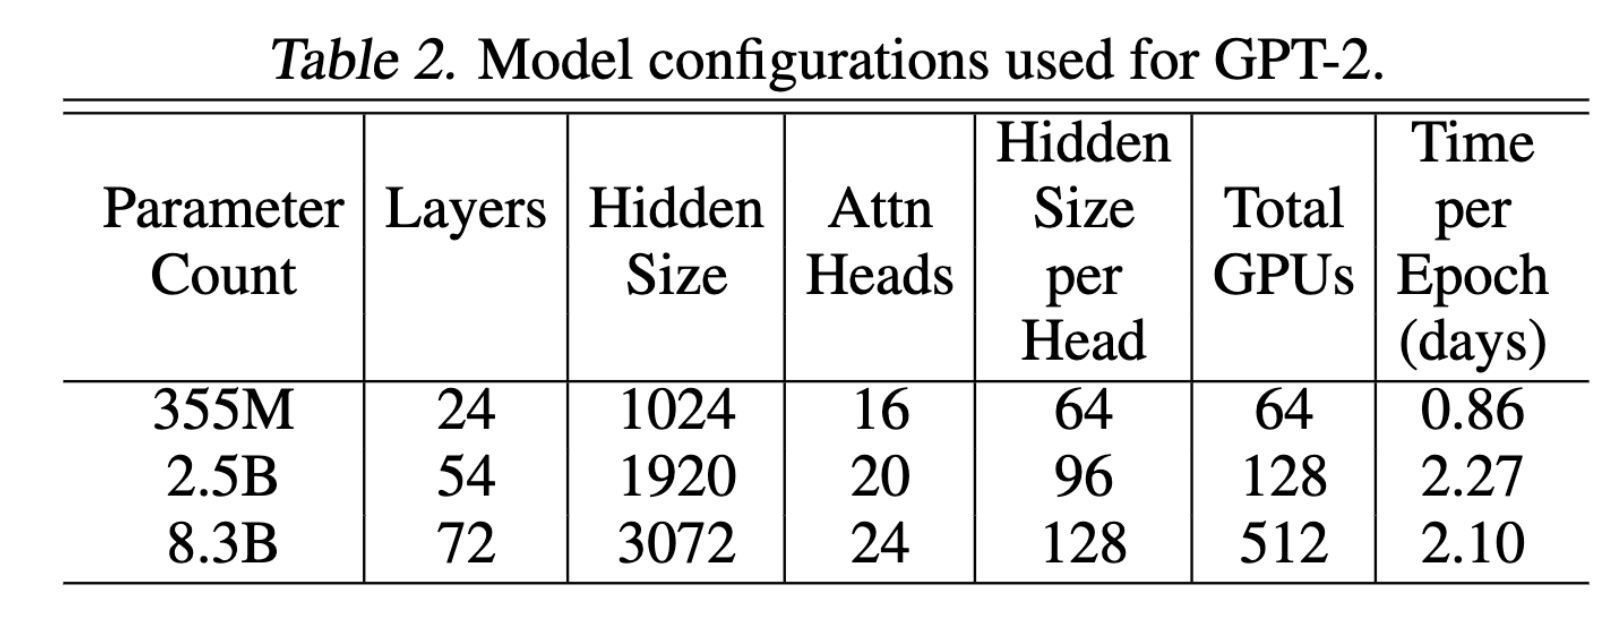 Table 2. Model configurations used for GPT-2.
Parameter Count | Layers | Hidden Size | Attn Heads | Hidden Size per Head | Total GPUs | Time per Epoch (days)
355M | 24 | 1024 | 16 | 64 | 64 | 0.86
2.5B | 54 | 1920 | 20 | 96 | 128 | 2.27
8.3B | 72 | 3072 | 24 | 128 | 512 | 2.10